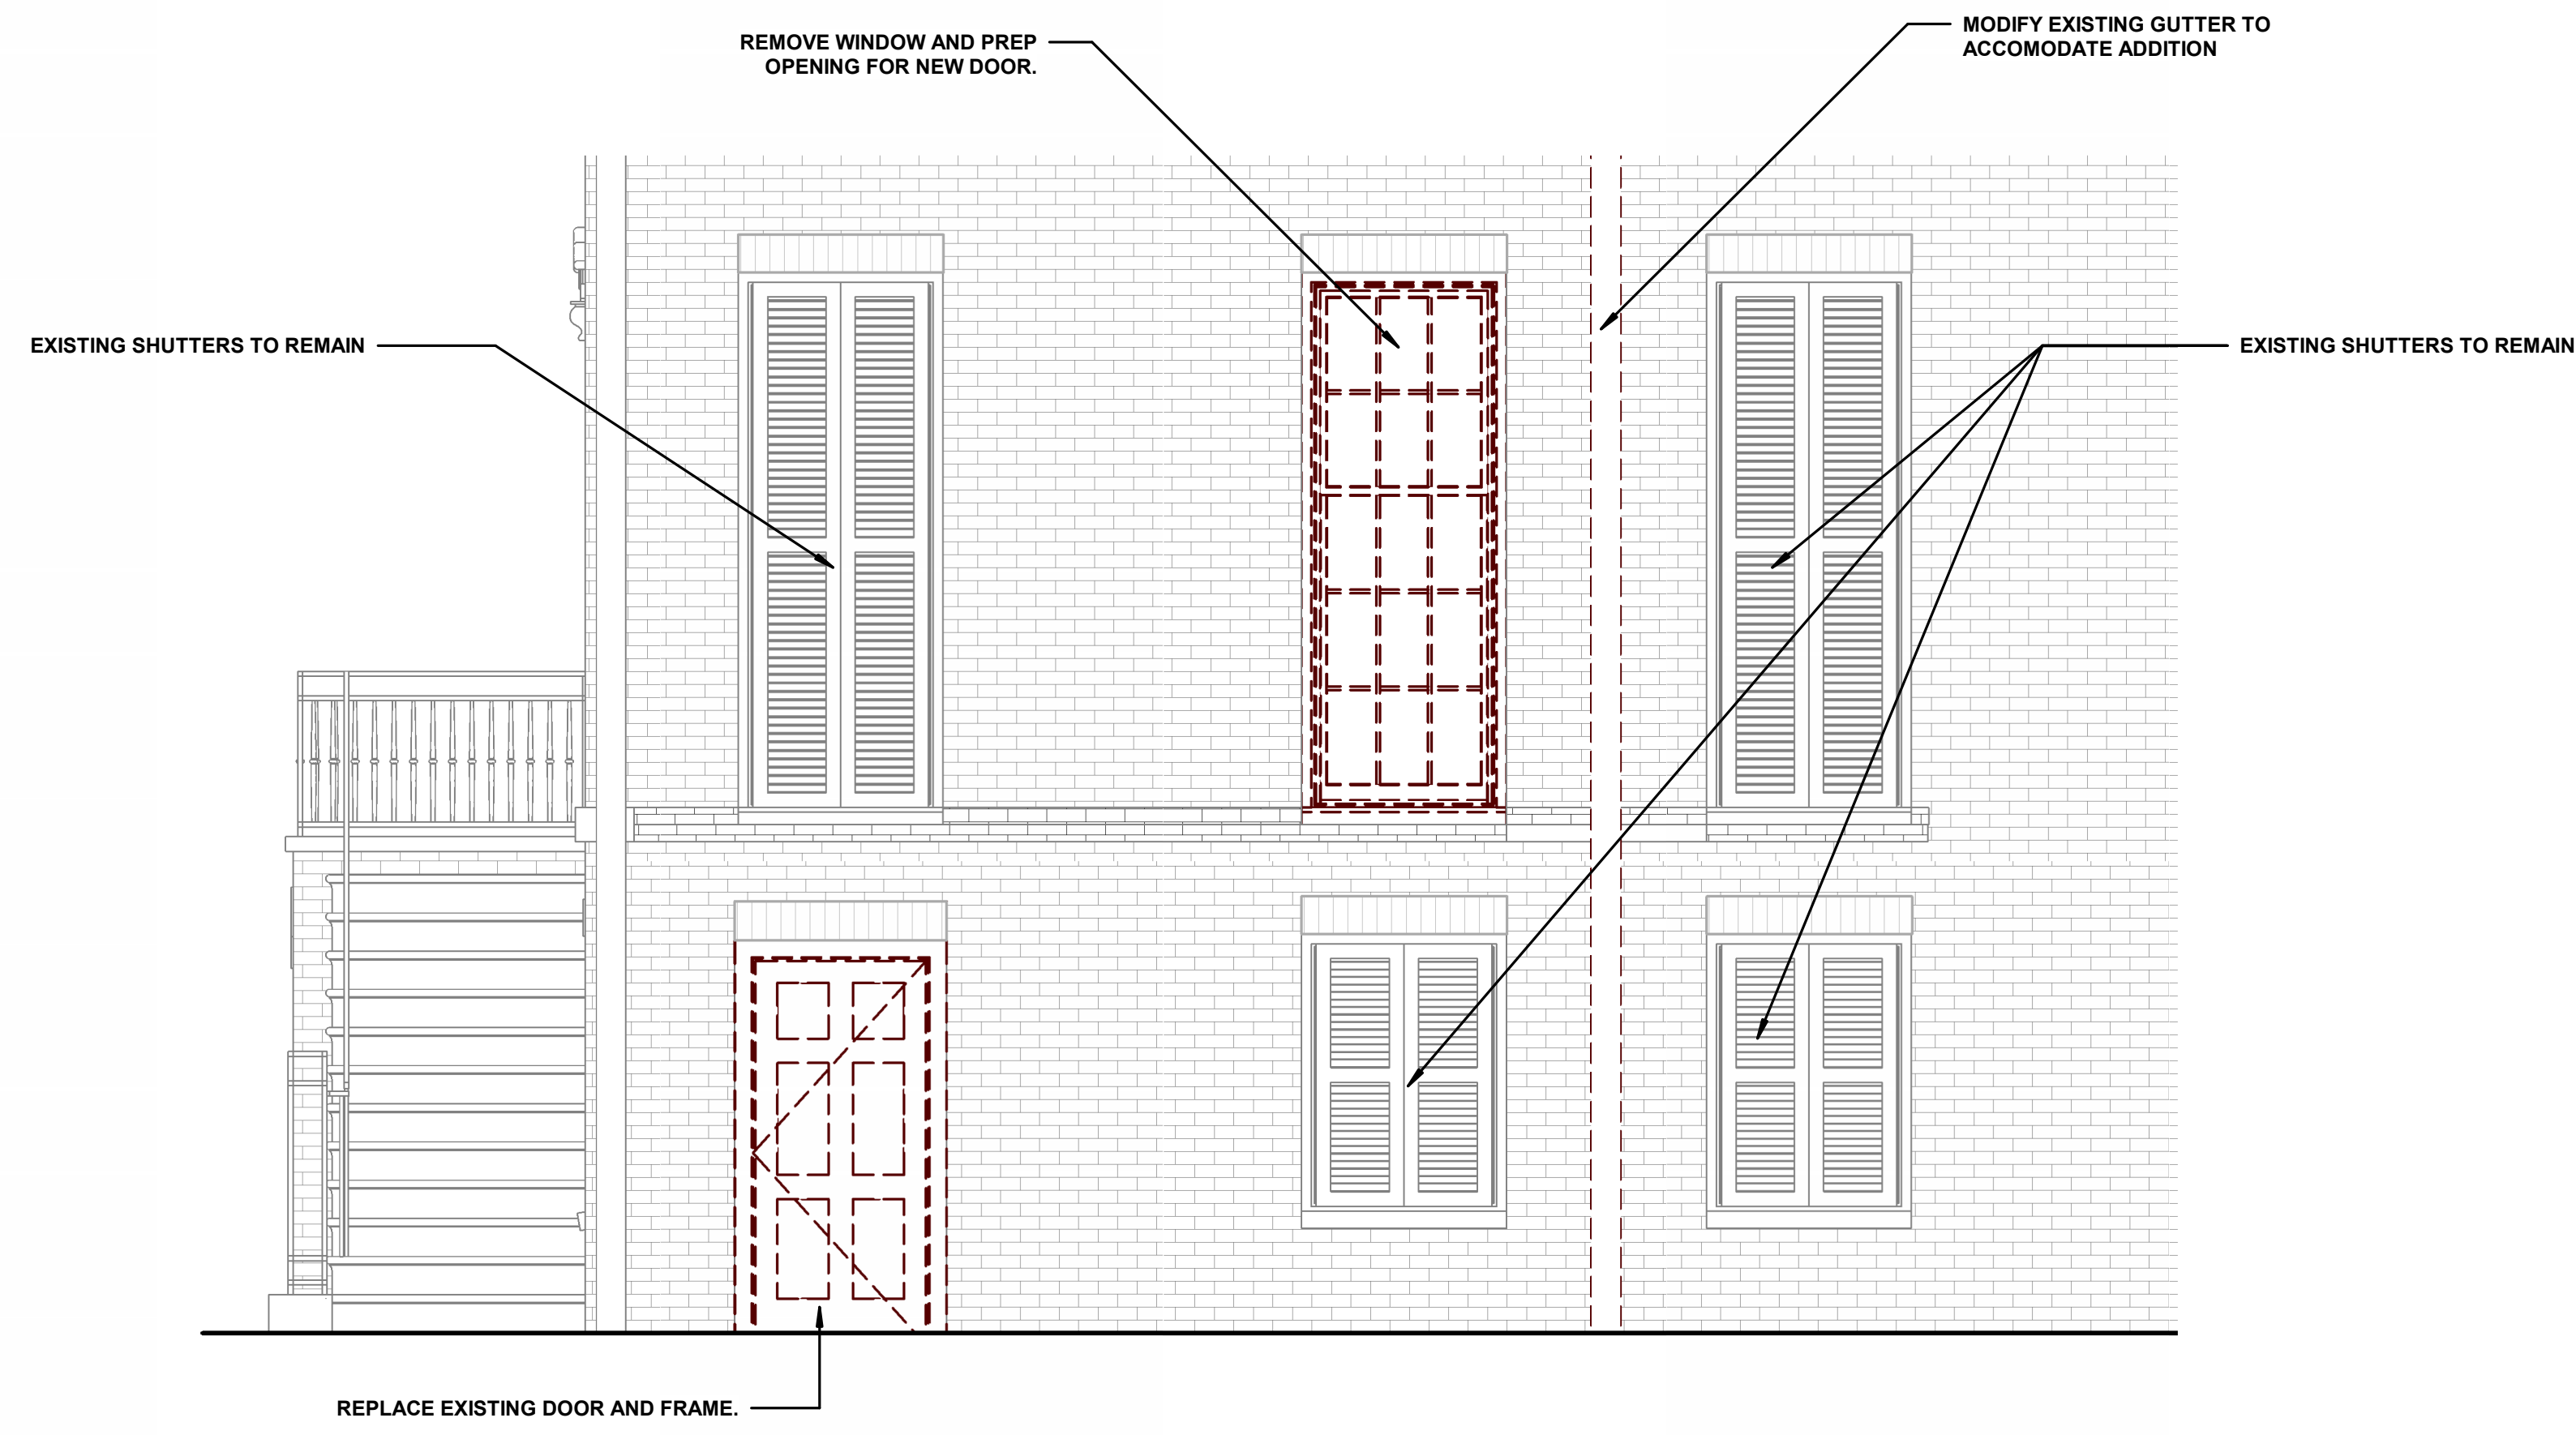 REMOVE WINDOW AND PREP
OPENING FOR NEW DOOR.
MODIFY EXISTING GUTTER TO
ACCOMODATE ADDITION
EXISTING SHUTTERS TO REMAIN
EXISTING SHUTTERS TO REMAIN
REPLACE EXISTING DOOR AND FRAME.